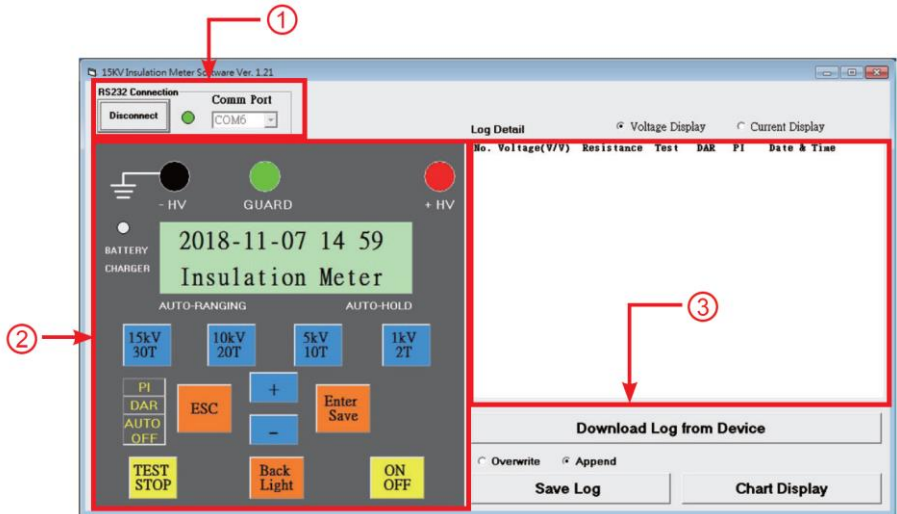 ①
15KV Insulation Meter Software Ver. 1.21
RS232 Connection
Comm Port
Disconnect
COM6
Log Detail
Voltage Display
Current Display
No. Voltage(V/V) Resistance Test DAR PI Date & Time
- HV
GUARD
+ HV
BATTERY
CHARGER
2018-11-07 14 59
Insulation Meter
AUTO-RANGING
AUTO-HOLD
②
③
15kV
30T
10kV
20T
5kV
10T
1kV
2T
PI
DAR
AUTO
OFF
ESC
+
-
Enter
Save
TEST
STOP
Back
Light
ON
OFF
Download Log from Device
Overwrite
Append
Save Log
Chart Display